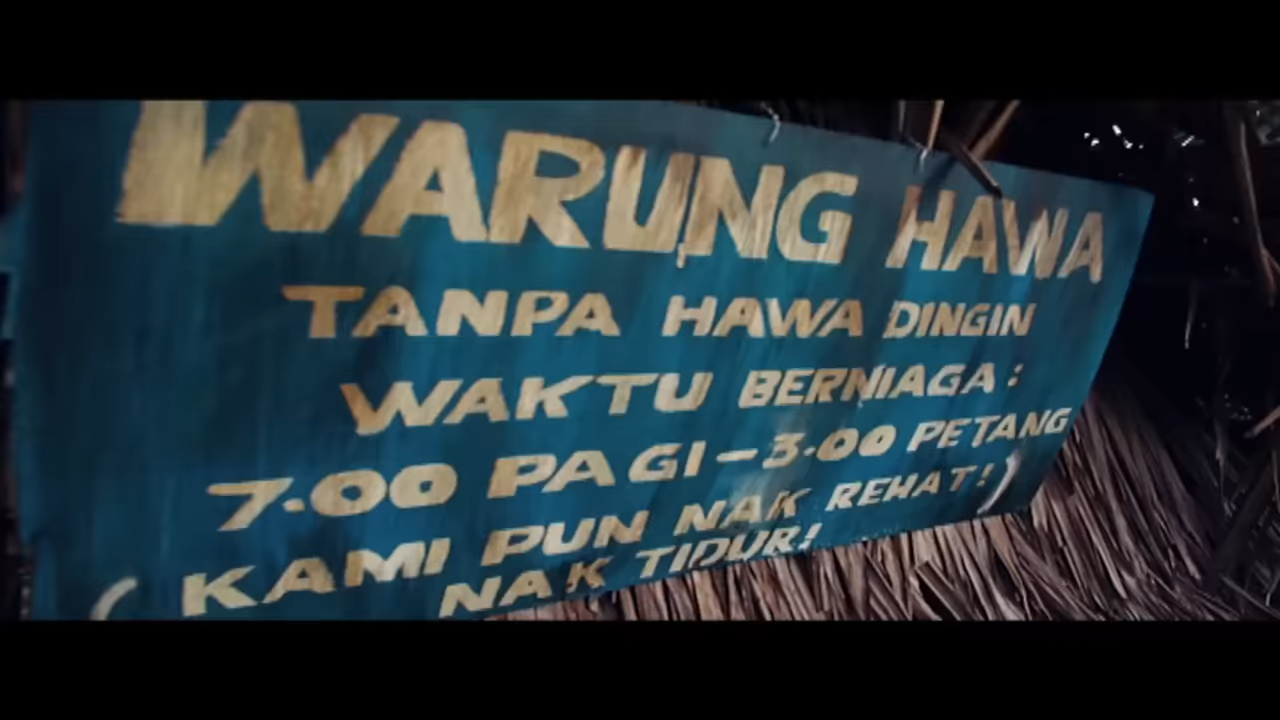 WARUNG HAWA
TANPA HAWA DINGIN
WAKTU BERNIAGA :
7.00 PAGI - 3.00 PETANG
(KAMI PUN NAK REHAT!)
NAK TIDUR!